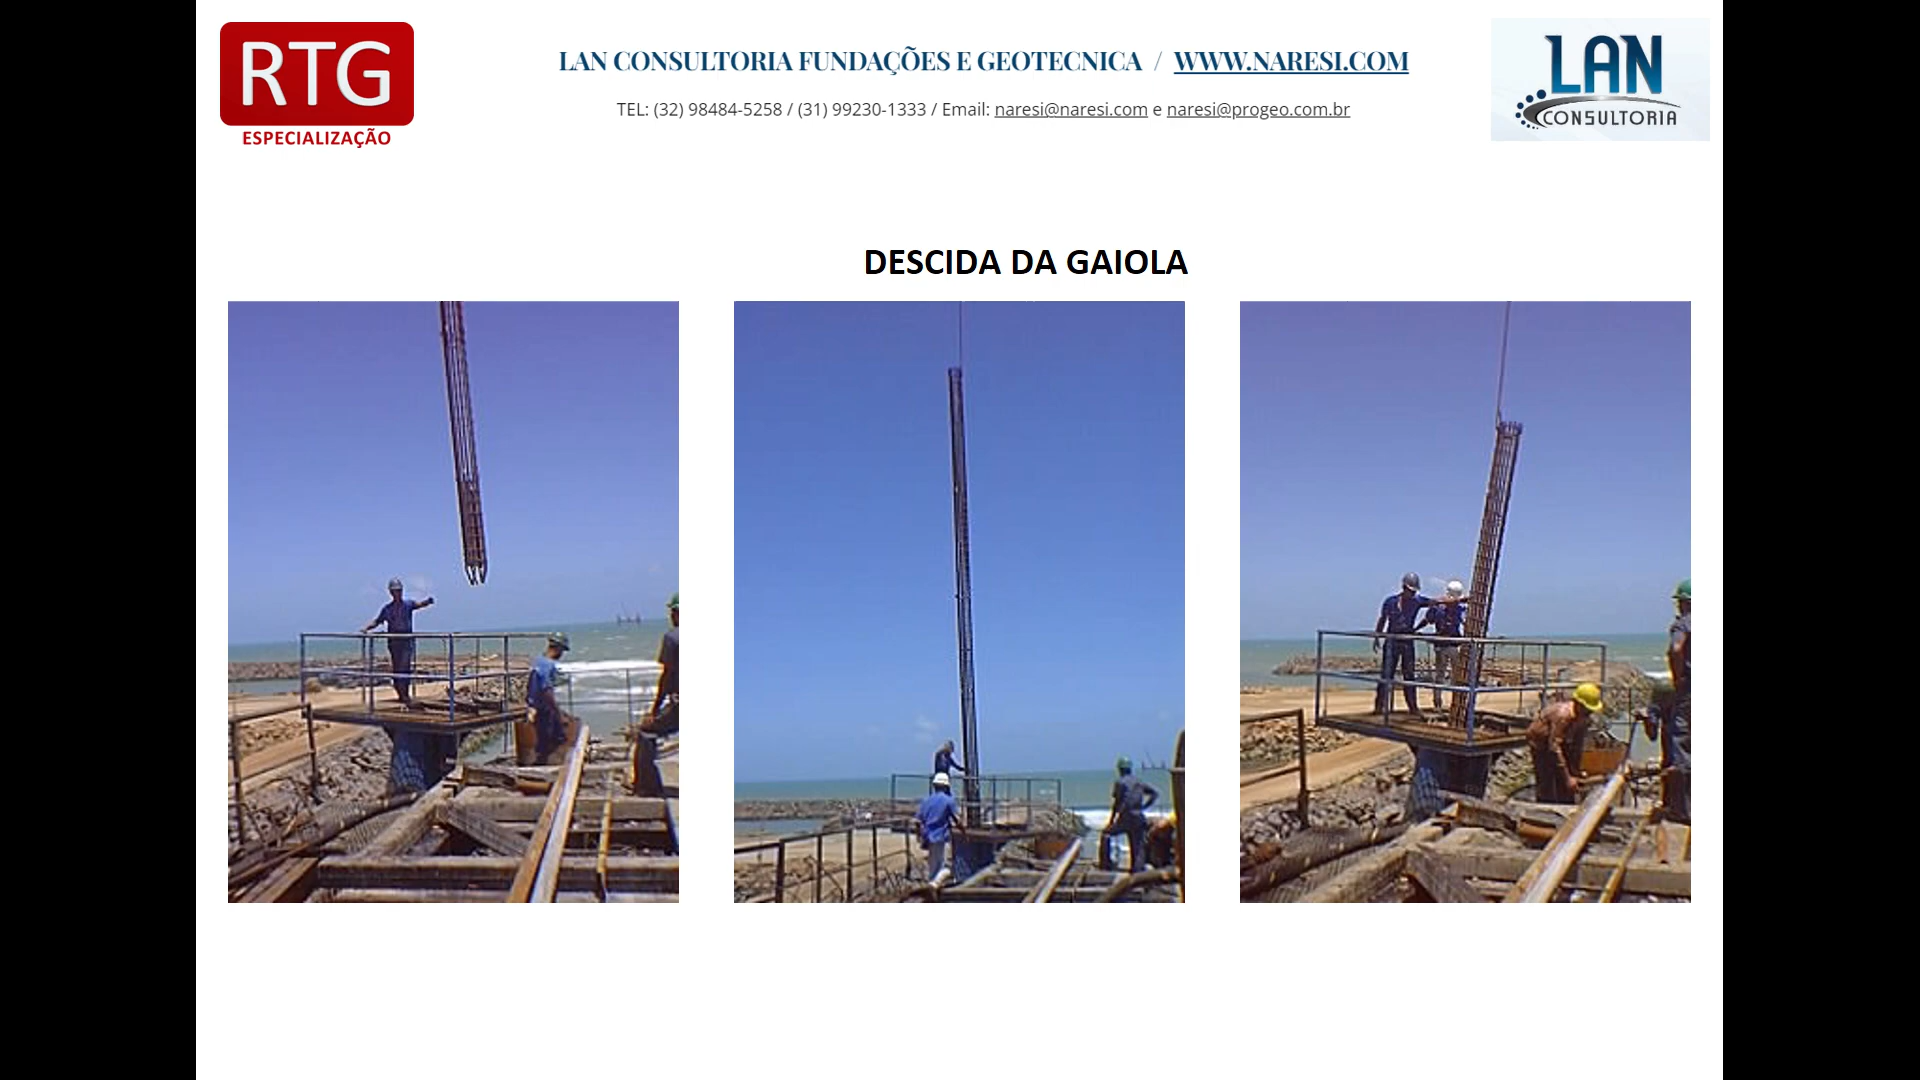 RTG
ESPECIALIZAÇÃO
LAN CONSULTORIA FUNDAÇÕES E GEOTECNICA / WWW.NARESI.COM
TEL: (32) 98484-5258 / (31) 99230-1333 / Email: naresi@naresi.com e naresi@progeo.com.br
LAN
CONSULTORIA
DESCIDA DA GAIOLA